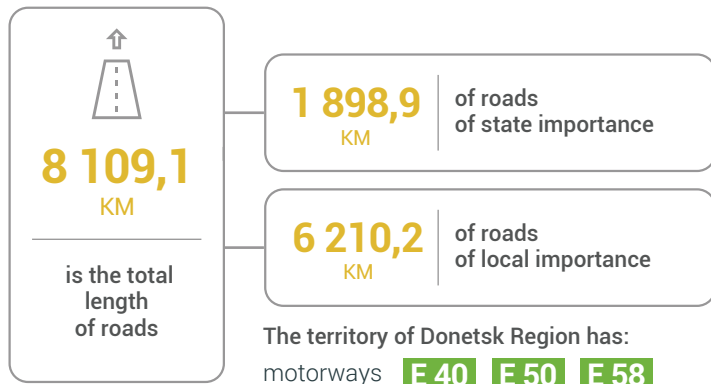 8 109,1
KM
is the total
length
of roads
1 898,9
KM
of roads
of state importance
6 210,2
KM
of roads
of local importance
The territory of Donetsk Region has:
motorways E 40 E 50 E 58